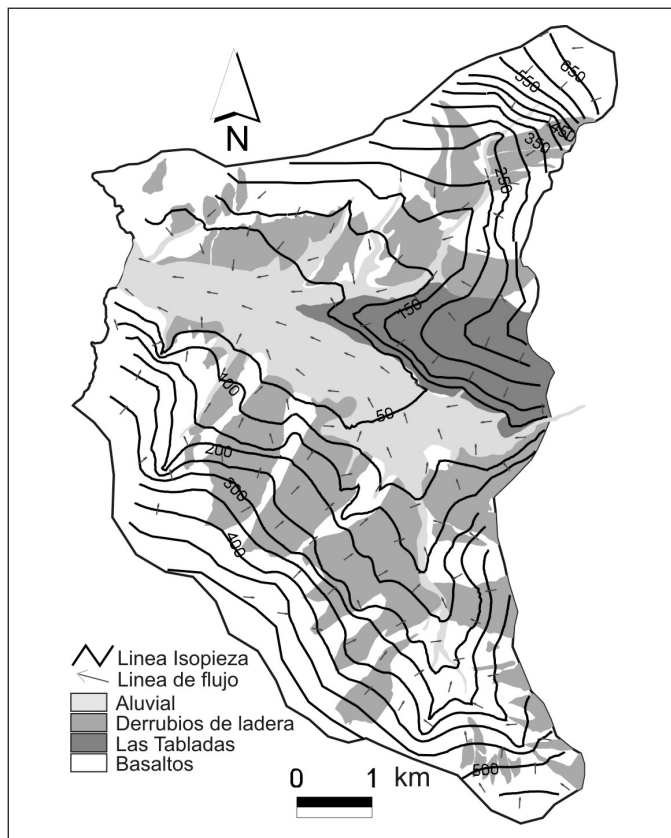 650
550
450
350
N
250
150
100
50
200
300
400
Linea Isopieza
Linea de flujo
Aluvial
Derrubios de ladera
Las Tabladas
Basaltos
0 1 km
500